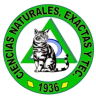 CIENCIAS NATURALES, EXACTAS Y TEC.
1936